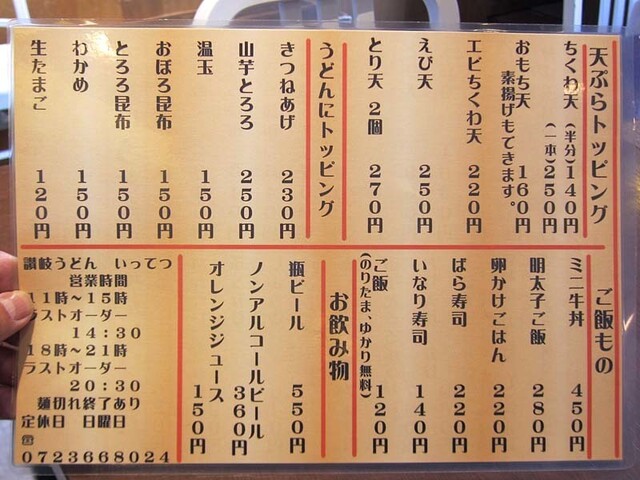 天ぷらトッピング
ちくわ天 (半分)140円
(一本)250円
おもち天 160円
素揚げもできます。
エビちくわ天 220円
えび天 250円
とり天 2個 270円
うどんにトッピング
きつねあげ 230円
山芋とろろ 250円
温玉 150円
おぼろ昆布 150円
とろろ昆布 150円
わかめ 150円
生たまご 120円
ご飯もの
ミニ牛丼 450円
明太子ご飯 280円
卵かけごはん 220円
ばら寿司 220円
いなり寿司 140円
ご飯 120円
(のりたま、ゆかり無料)
お飲み物
瓶ビール 550円
ノンアルコールビール 360円
オレンジジュース 150円
讃岐うどん いってつ
営業時間
11時～15時
ラストオーダー
14:30
18時～21時
ラストオーダー
20:30
麺切れ終了あり
定休日 日曜日
☎
0723668024